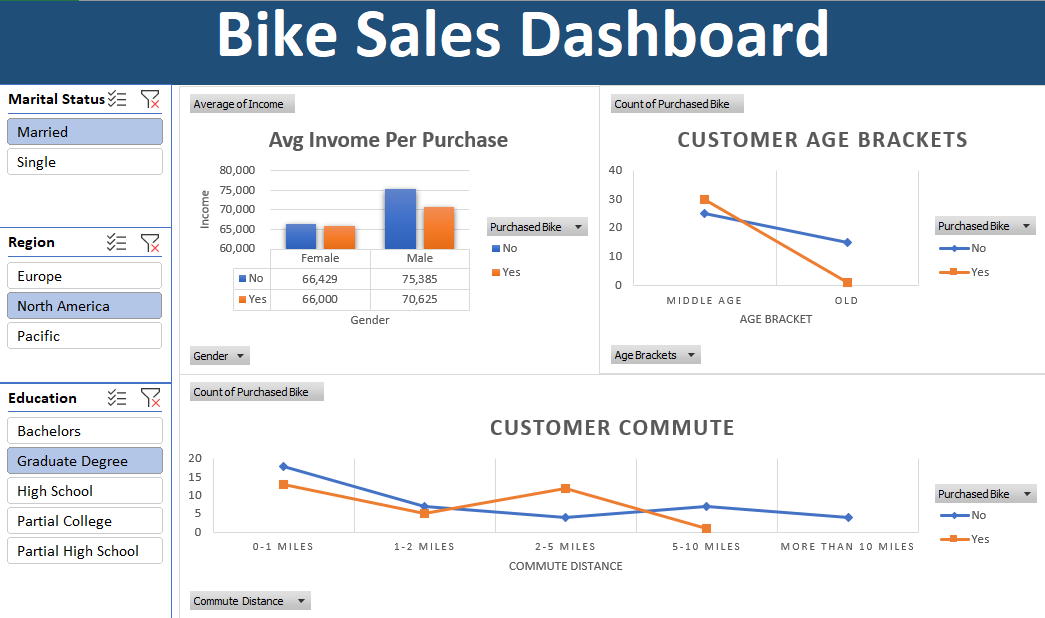 Bike Sales Dashboard
Marital Status
Married
Single
Region
Europe
North America
Pacific
Education
Bachelors
Graduate Degree
High School
Partial College
Partial High School
Average of Income
Avg Invome Per Purchase
Income
80,000
75,000
70,000
65,000
60,000
Female Male
No 66,429 75,385
Yes 66,000 70,625
Gender
Purchased Bike
No
Yes
Gender
Count of Purchased Bike
CUSTOMER AGE BRACKETS
40
30
20
10
0
MIDDLE AGE OLD
AGE BRACKET
Purchased Bike
No
Yes
Age Brackets
Count of Purchased Bike
CUSTOMER COMMUTE
20
15
10
5
0
0-1 MILES 1-2 MILES 2-5 MILES 5-10 MILES MORE THAN 10 MILES
COMMUTE DISTANCE
Purchased Bike
No
Yes
Commute Distance